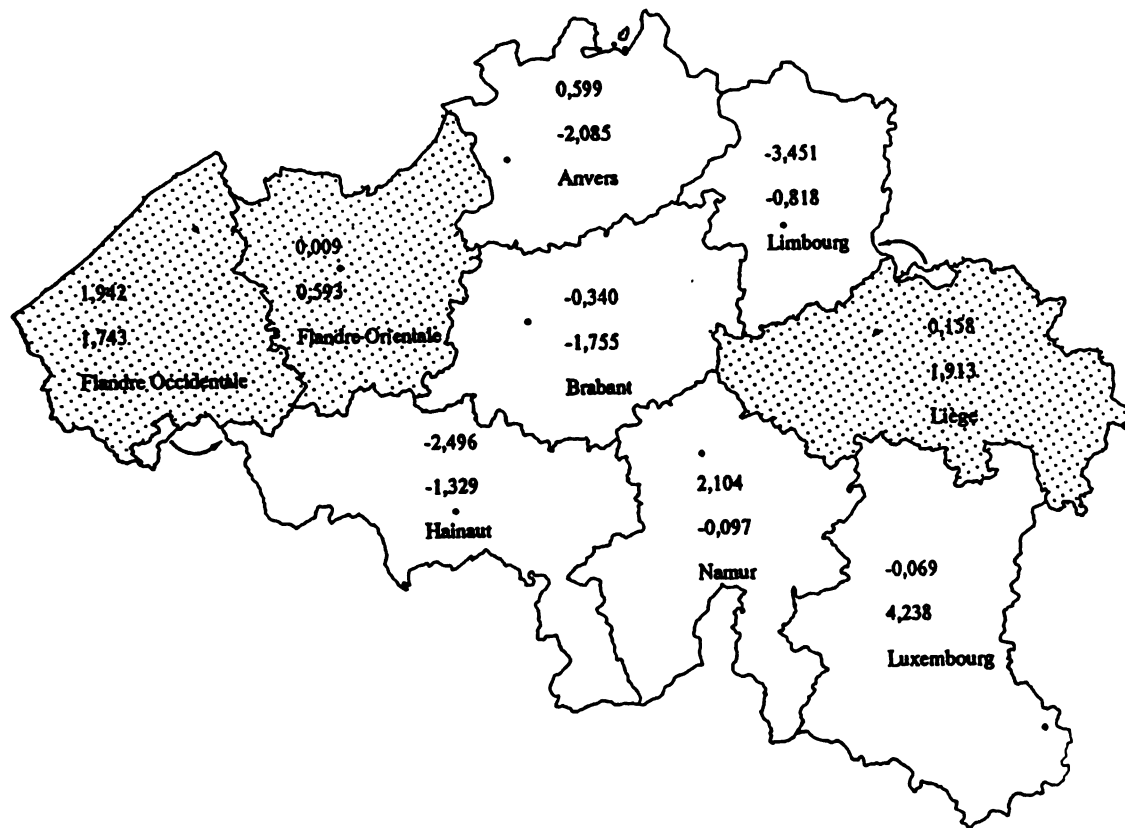 0,599
-2,085
Anvers
-3,451
-0,818
Limbourg
0,009
0,593
Flandre-Orientale
1,942
1,743
Flandre Occidentale
-0,340
-1,755
Brabant
0,158
1,913
Liège
-2,496
-1,329
Hainaut
2,104
-0,097
Namur
-0,069
4,238
Luxembourg